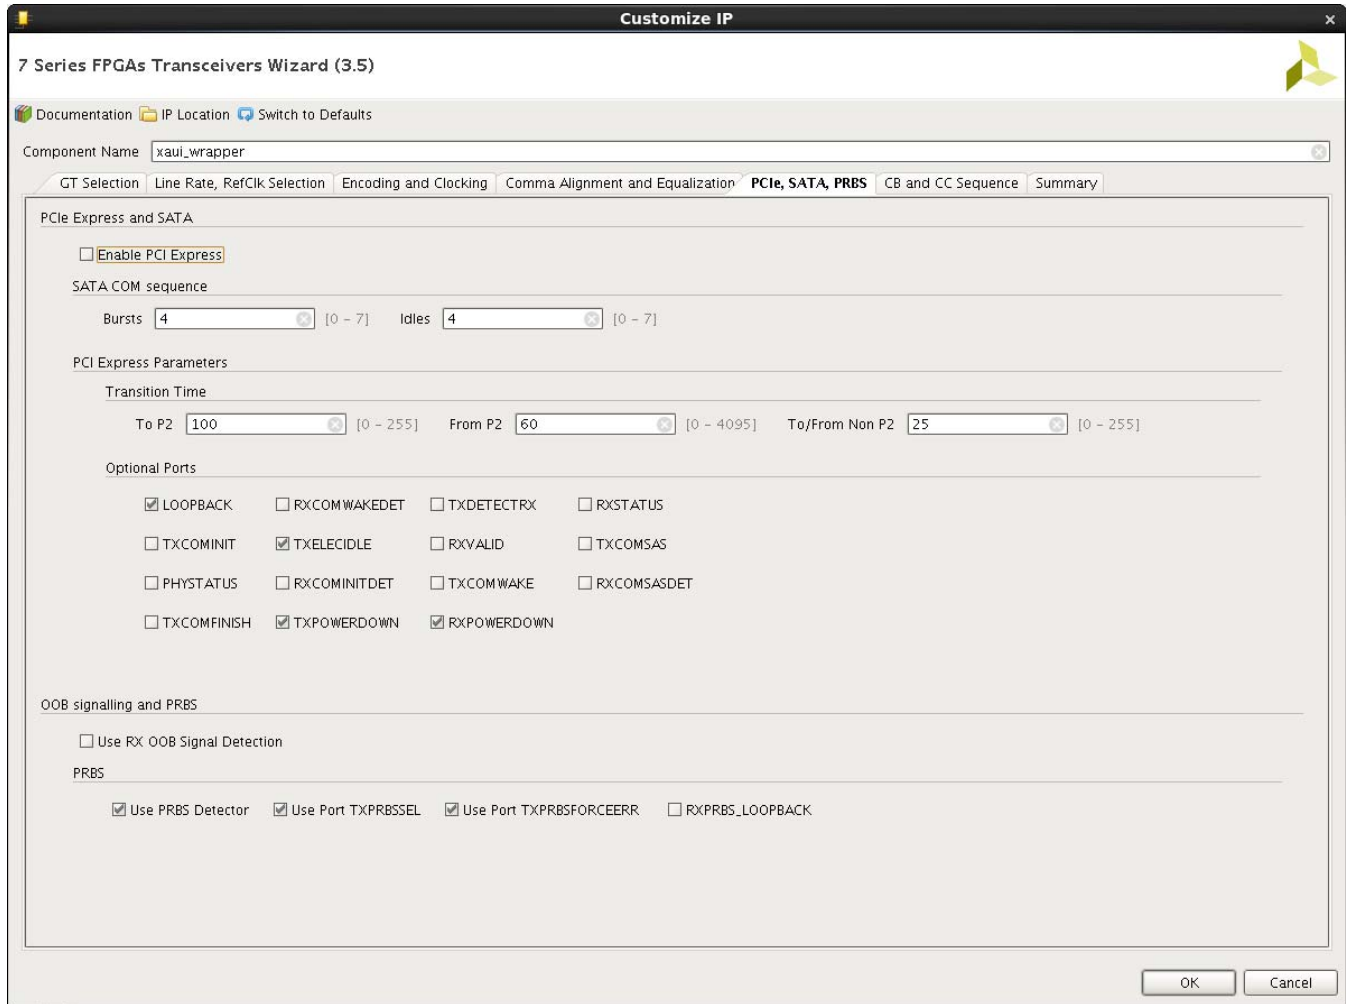 Customize IP
7 Series FPGAs Transceivers Wizard (3.5)
Documentation IP Location Switch to Defaults
Component Name xaui_wrapper
GT Selection Line Rate, RefClk Selection Encoding and Clocking Comma Alignment and Equalization PCIe, SATA, PRBS CB and CC Sequence Summary
PCIe Express and SATA
Enable PCI Express
SATA COM sequence
Bursts 4 [0 - 7] Idles 4 [0 - 7]
PCI Express Parameters
Transition Time
To P2 100 [0 - 255] From P2 60 [0 - 4095] To/From Non P2 25 [0 - 255]
Optional Ports
LOOPBACK RXCOMWAKEDET TXDETECTRX RXSTATUS
TXCOMINIT TXELECIDLE RXVALID TXCOMSAS
PHYSTATUS RXCOMINITDET TXCOMWAKE RXCOMSASDET
TXCOMFINISH TXPOWERDOWN RXPOWERDOWN
OOB signalling and PRBS
Use RX OOB Signal Detection
PRBS
Use PRBS Detector Use Port TXPRBSSEL Use Port TXPRBSFORCEERR RXPRBS_LOOPBACK
OK Cancel